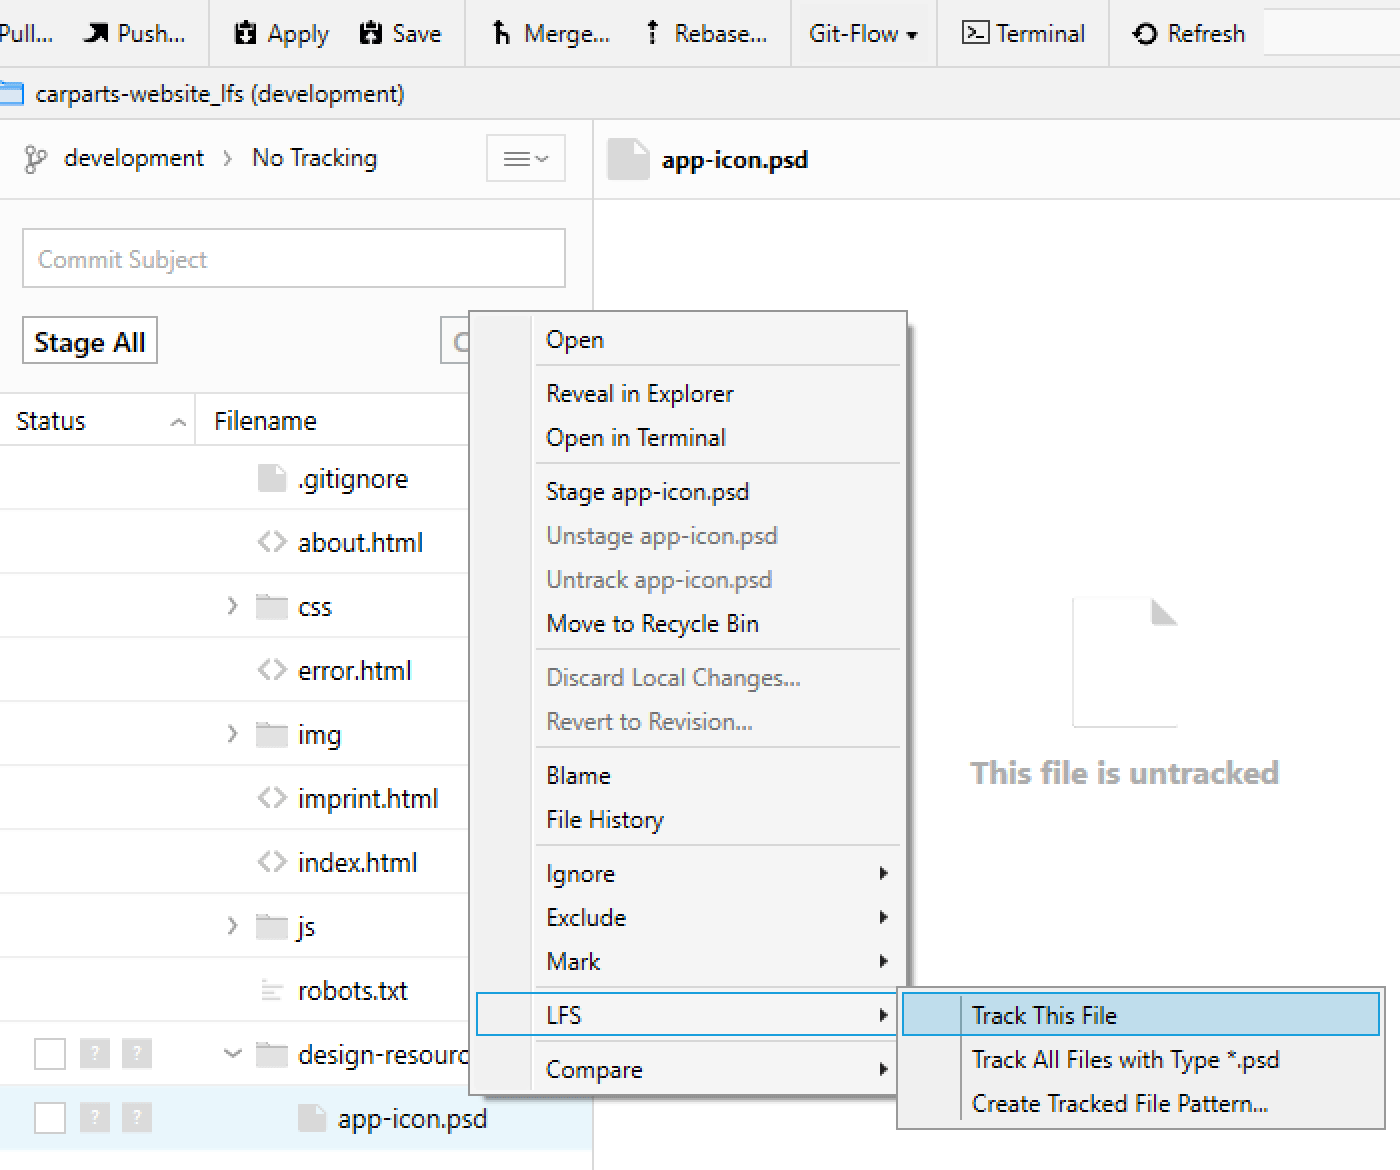 Pull... Push... Apply Save Merge... Rebase... Git-Flow Terminal Refresh
carparts-website_lfs (development)
development No Tracking
app-icon.psd
Commit Subject
Stage All
Status Filename
.gitignore
about.html
css
error.html
img
imprint.html
index.html
js
robots.txt
? ? design-resourc
? ? app-icon.psd
Open
Reveal in Explorer
Open in Terminal
Stage app-icon.psd
Unstage app-icon.psd
Untrack app-icon.psd
Move to Recycle Bin
Discard Local Changes...
Revert to Revision...
Blame
File History
Ignore
Exclude
Mark
LFS
Compare
Track This File
Track All Files with Type *.psd
Create Tracked File Pattern...
This file is untracked